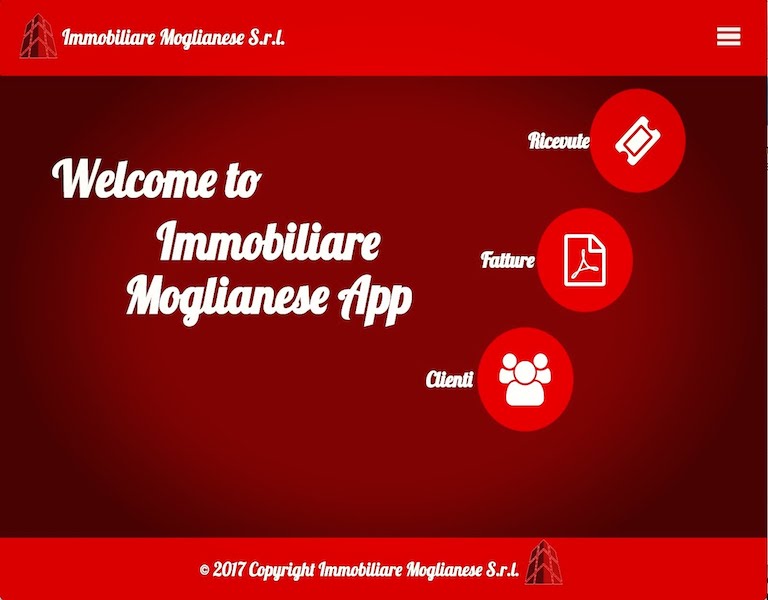 Immobiliare Moglianese S.r.l.
Welcome to
Immobiliare
Moglianese App
Ricevute
Fatture
Clienti
© 2017 Copyright Immobiliare Moglianese S.r.l.